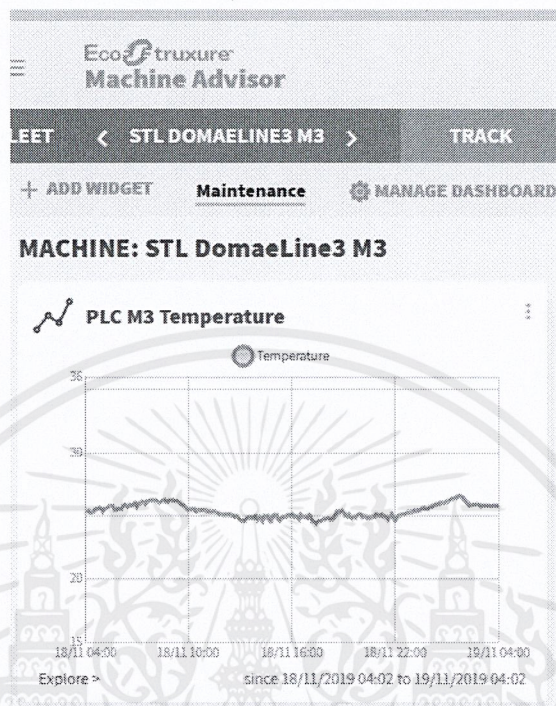 EcoStruxure
Machine Advisor
LEET < STL DOMAELINE3 M3 > TRACK
+ ADD WIDGET Maintenance MANAGE DASHBOARD
MACHINE: STL DomaeLine3 M3
PLC M3 Temperature
Temperature
36
30
20
15
18/11 04:00 18/11 10:00 18/11 16:00 18/11 22:00 19/11 04:00
Explore > since 18/11/2019 04:02 to 19/11/2019 04:02